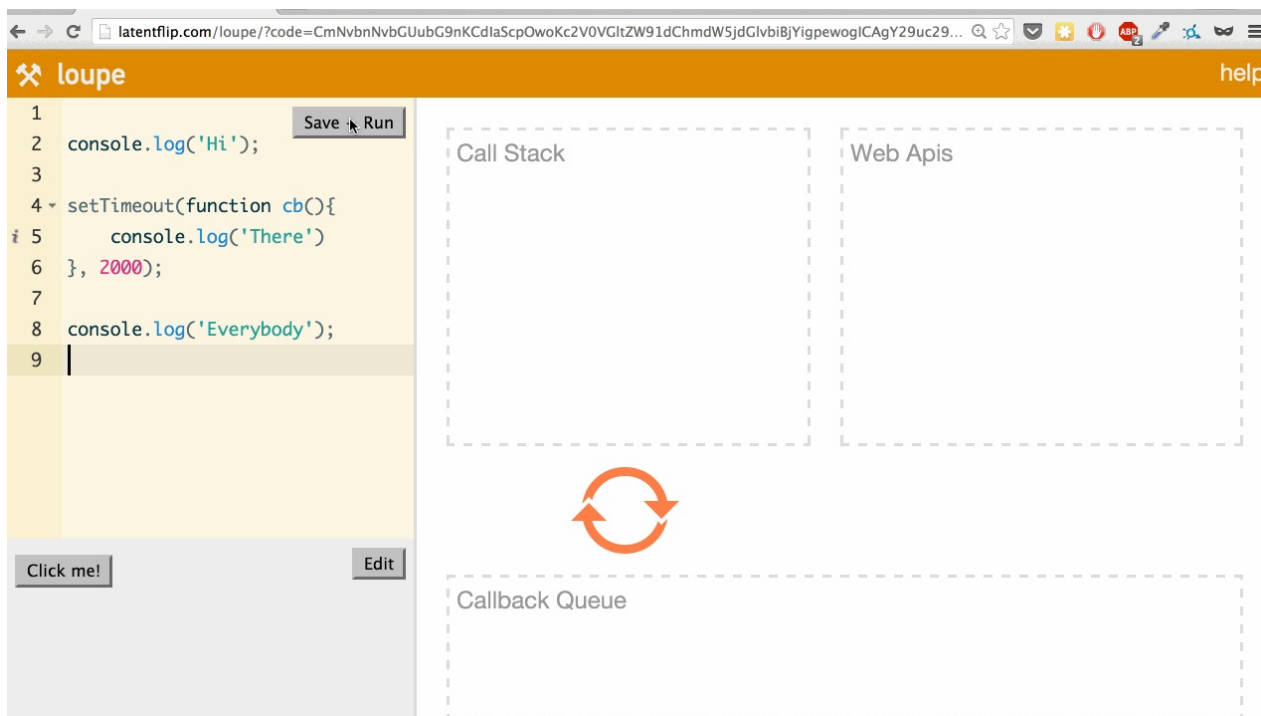 latentflip.com/loupe/?code=CmNvbnNvbGUubG9nKCdIaScpOwoKc2V0VGltZW91dChmdW5jdGlvbiBjYigpewogICAgY29uc29...
ABP
2
loupe
help
Save + Run
1
2 console.log('Hi');
3
4 setTimeout(function cb(){
i 5 console.log('There')
6 }, 2000);
7
8 console.log('Everybody');
9
Call Stack
Web Apis
Click me!
Edit
Callback Queue